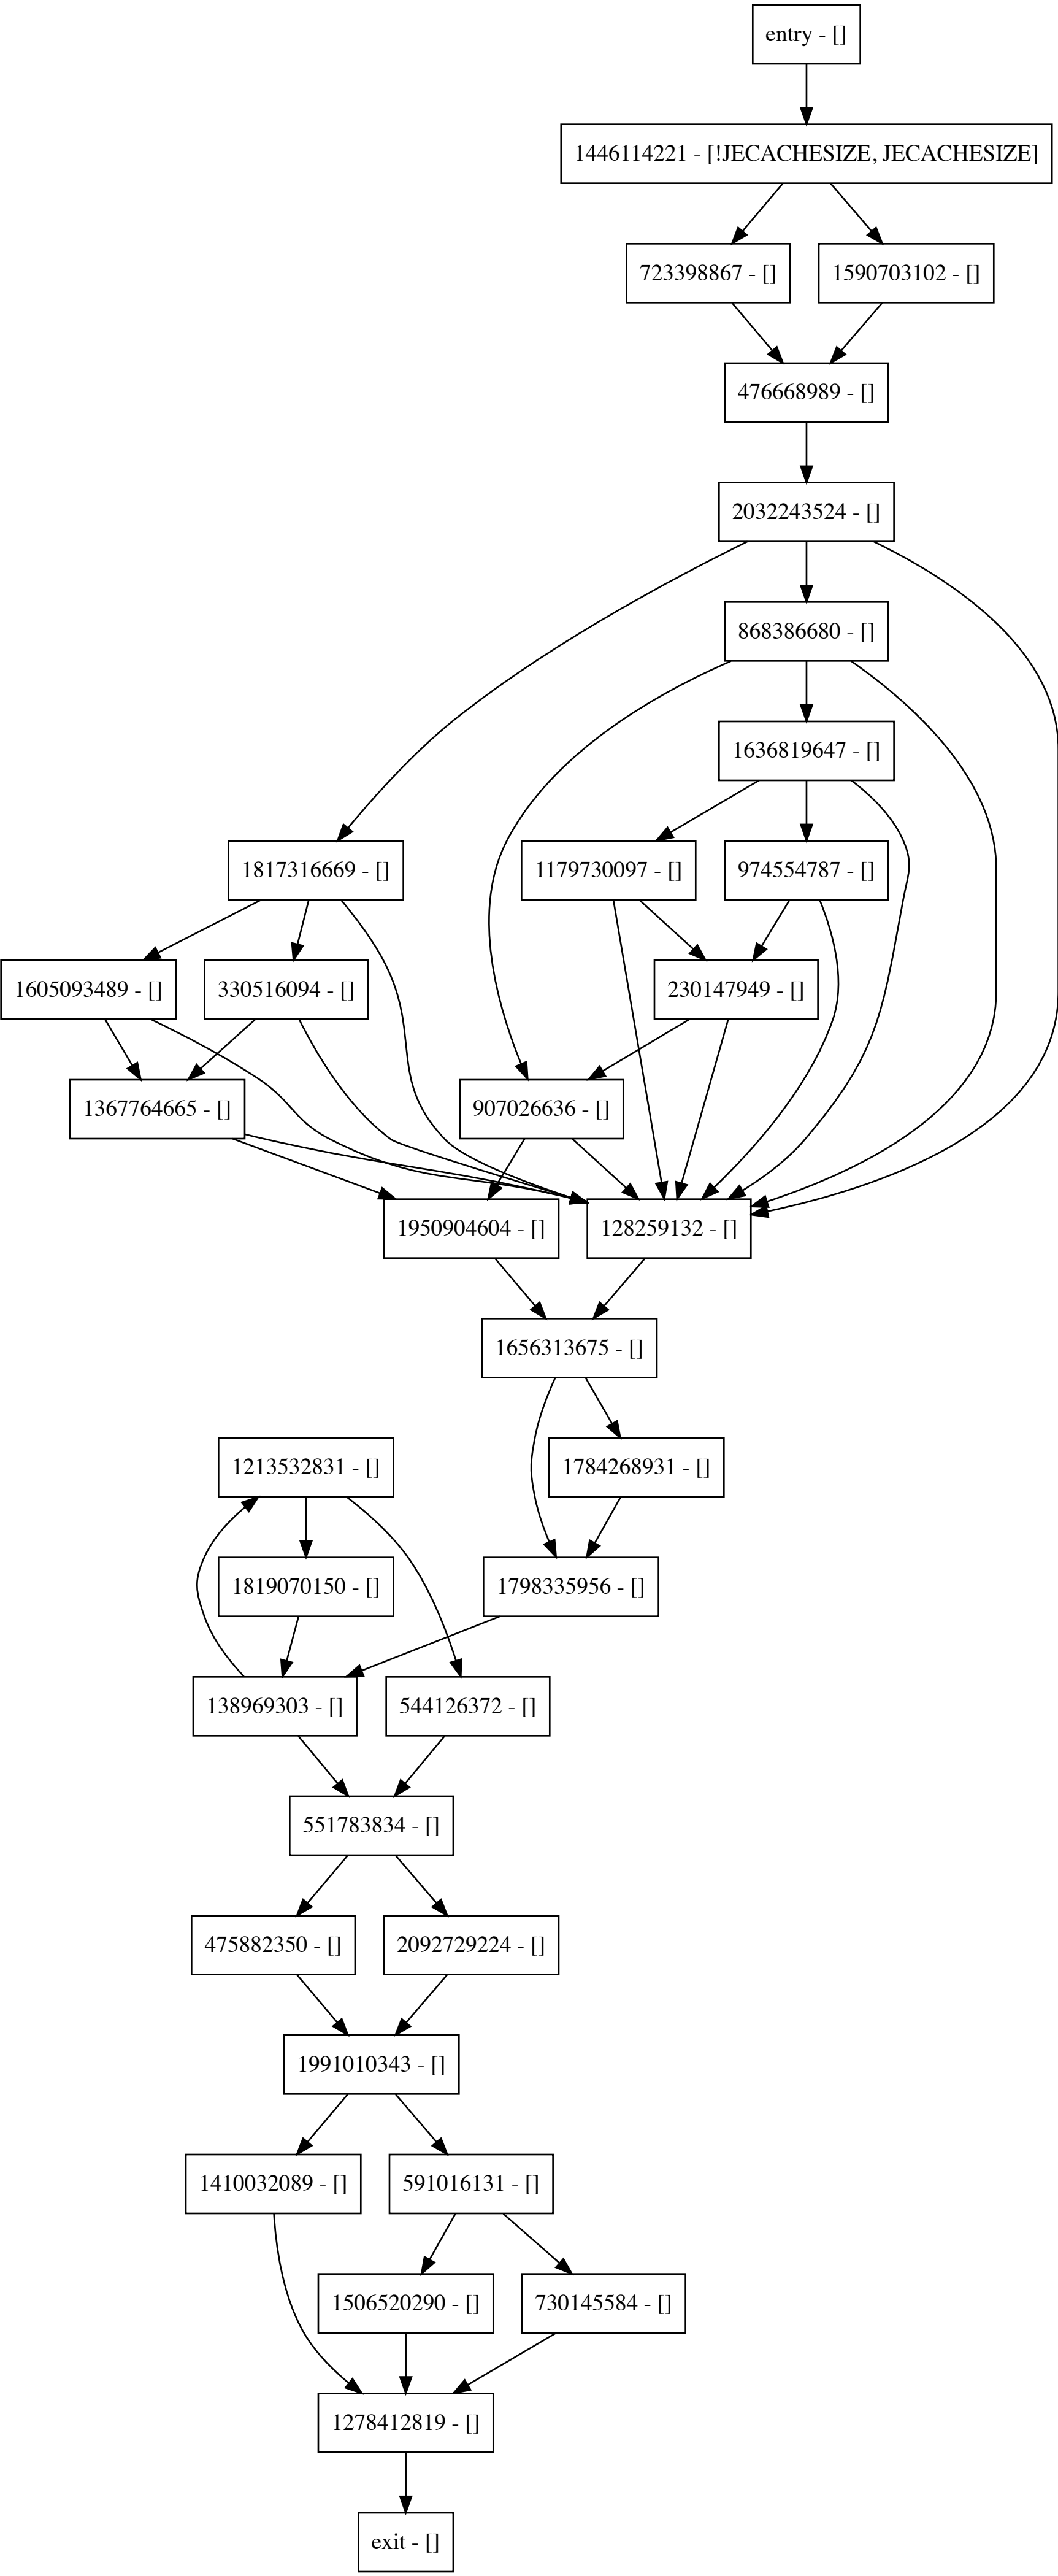 entry - []
1446114221 - [!JECACHESIZE, JECACHESIZE]
723398867 - []
1590703102 - []
476668989 - []
2032243524 - []
868386680 - []
1636819647 - []
1817316669 - []
1179730097 - []
974554787 - []
1605093489 - []
330516094 - []
230147949 - []
1367764665 - []
907026636 - []
1950904604 - []
128259132 - []
1656313675 - []
1213532831 - []
1784268931 - []
1819070150 - []
1798335956 - []
138969303 - []
544126372 - []
551783834 - []
475882350 - []
2092729224 - []
1991010343 - []
1410032089 - []
591016131 - []
1506520290 - []
730145584 - []
1278412819 - []
exit - []